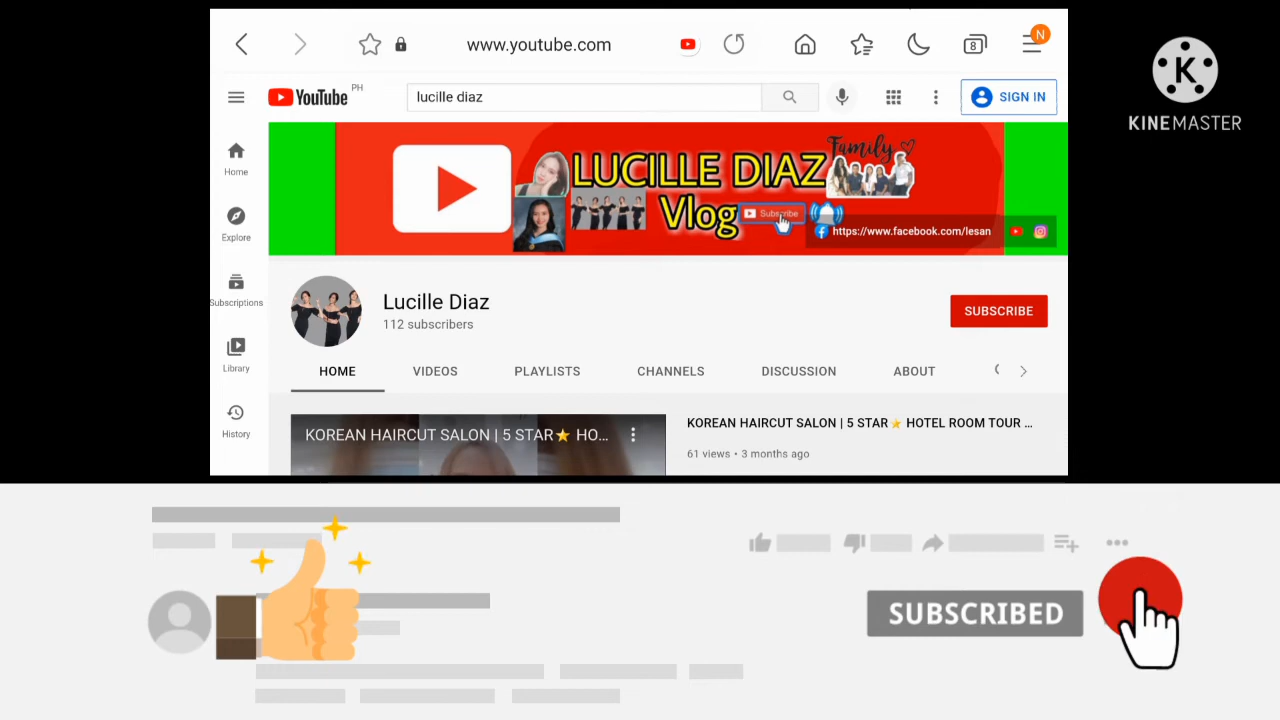 www.youtube.com
8
N
K
KINEMASTER
YouTube PH
lucille diaz
SIGN IN
Home
Explore
Subscriptions
Library
History
LUCILLE DIAZ
Family
Vlog
Subscribe
https://www.facebook.com/lesan
Lucille Diaz
112 subscribers
SUBSCRIBE
HOME VIDEOS PLAYLISTS CHANNELS DISCUSSION ABOUT
KOREAN HAIRCUT SALON | 5 STAR⭐ HO...
KOREAN HAIRCUT SALON | 5 STAR⭐ HOTEL ROOM TOUR ...
61 views • 3 months ago
SUBSCRIBED